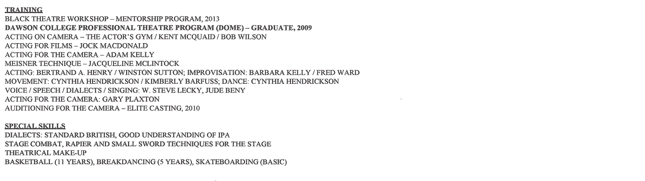 TRAINING
BLACK THEATRE WORKSHOP – MENTORSHIP PROGRAM, 2013
DAWSON COLLEGE PROFESSIONAL THEATRE PROGRAM (DOME) – GRADUATE, 2009
ACTING ON CAMERA – THE ACTOR'S GYM / KENT MCQUAID / BOB WILSON
ACTING FOR FILMS – JOCK MACDONALD
ACTING FOR THE CAMERA – ADAM KELLY
MEISNER TECHNIQUE – JACQUELINE MCLINTOCK
ACTING: BERTRAND A. HENRY / WINSTON SUTTON; IMPROVISATION: BARBARA KELLY / FRED WARD
MOVEMENT: CYNTHIA HENDRICKSON / KIMBERLY BARFUSS; DANCE: CYNTHIA HENDRICKSON
VOICE / SPEECH / DIALECTS / SINGING: W. STEVE LECKY, JUDE BENY
ACTING FOR THE CAMERA: GARY PLAXTON
AUDITIONING FOR THE CAMERA – ELITE CASTING, 2010
SPECIAL SKILLS
DIALECTS: STANDARD BRITISH, GOOD UNDERSTANDING OF IPA
STAGE COMBAT, RAPIER AND SMALL SWORD TECHNIQUES FOR THE STAGE
THEATRICAL MAKE-UP
BASKETBALL (11 YEARS), BREAKDANCING (5 YEARS), SKATEBOARDING (BASIC)